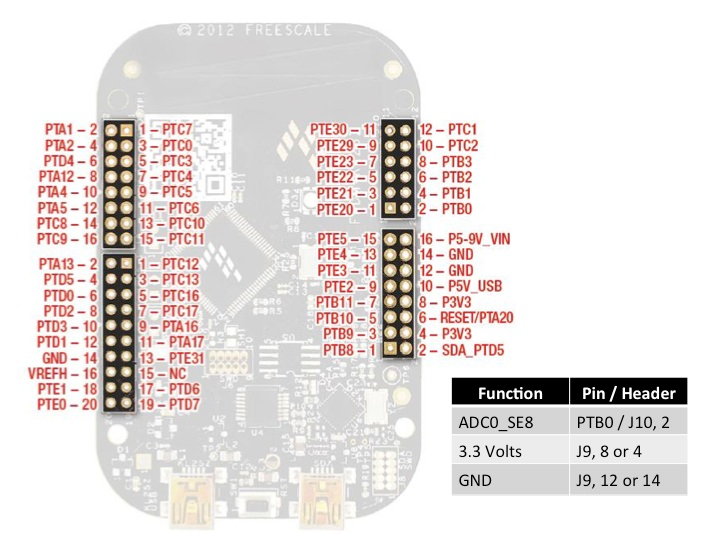 © 2012 FREESCALE
PTA1 – 2 1 – PTC7
PTA2 – 4 3 – PTC0
PTD4 – 6 5 – PTC3
PTA12 – 8 7 – PTC4
PTA4 – 10 9 – PTC5
PTA5 – 12 11 – PTC6
PTC8 – 14 13 – PTC10
PTC9 – 16 15 – PTC11
PTA13 – 2 1 – PTC12
PTD5 – 4 3 – PTC13
PTD0 – 6 5 – PTC16
PTD2 – 8 7 – PTC17
PTD3 – 10 9 – PTA16
PTD1 – 12 11 – PTA17
GND – 14 13 – PTE31
VREFH – 16 15 – NC
PTE1 – 18 17 – PTD6
PTE0 – 20 19 – PTD7
PTE30 – 11 12 – PTC1
PTE29 – 9 10 – PTC2
PTE23 – 7 8 – PTB3
PTE22 – 5 6 – PTB2
PTE21 – 3 4 – PTB1
PTE20 – 1 2 – PTB0
PTE5 – 15 16 – P5-9V_VIN
PTE4 – 13 14 – GND
PTE3 – 11 12 – GND
PTE2 – 9 10 – P5V_USB
PTB11 – 7 8 – P3V3
PTB10 – 5 6 – RESET/PTA20
PTB9 – 3 4 – P3V3
PTB8 – 1 2 – SDA_PTD5
R6
R5
U4
Function Pin / Header
ADC0_SE8 PTB0 / J10, 2
3.3 Volts J9, 8 or 4
GND J9, 12 or 14